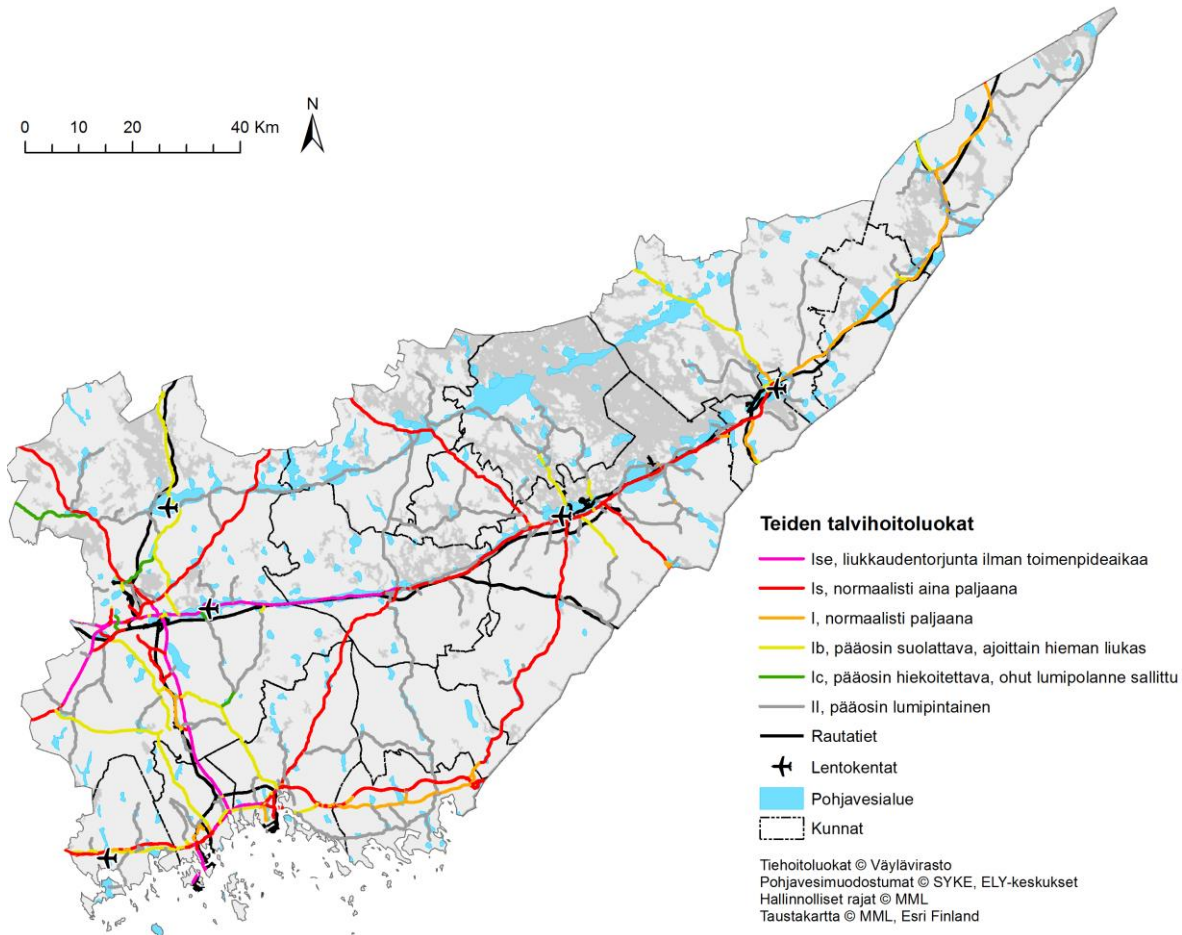 N
0 10 20 40 Km
Teiden talvihoitoluokat
Ise, liukkaudentorjunta ilman toimenpideaikaa
Is, normaalisti aina paljaana
I, normaalisti paljaana
Ib, pääosin suolattava, ajoittain hieman liukas
Ic, pääosin hiekoitettava, ohut lumipolanne sallittu
II, pääosin lumipintainen
Rautatiet
Lentokentat
Pohjavesialue
Kunnat
Tiehoitoluokat © Väylävirasto
Pohjavesimuodostumat © SYKE, ELY-keskukset
Hallinnolliset rajat © MML
Taustakartta © MML, Esri Finland